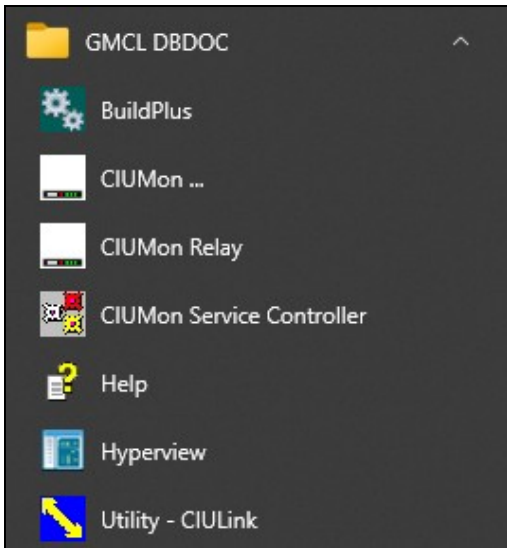 GMCL DBDOC
BuildPlus
CIUMon ...
CIUMon Relay
CIUMon Service Controller
Help
Hyperview
Utility - CIULink